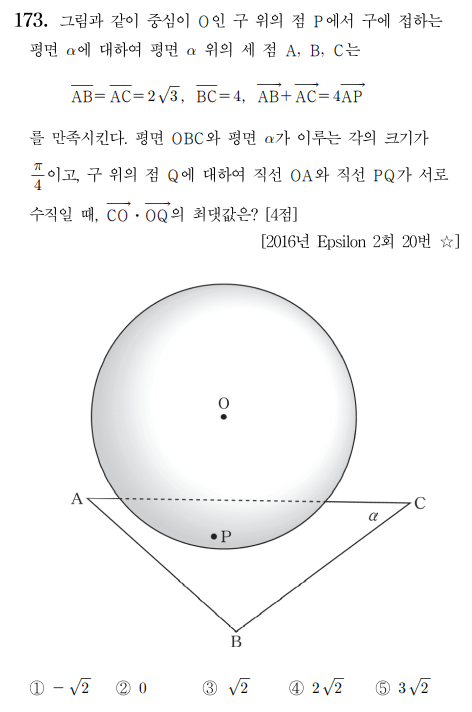 173. 그림과 같이 중심이 O인 구 위의 점 P에서 구에 접하는
평면 α에 대하여 평면 α 위의 세 점 A, B, C는
$\overline{AB}=\overline{AC}=2\sqrt{3}$, $\overline{BC}=4$, $\overrightarrow{AB}+\overrightarrow{AC}=4\overrightarrow{AP}$
를 만족시킨다. 평면 OBC와 평면 α가 이루는 각의 크기가
$\frac{\pi}{4}$이고, 구 위의 점 Q에 대하여 직선 OA와 직선 PQ가 서로
수직일 때, $\overrightarrow{CO}\cdot\overrightarrow{OQ}$의 최댓값은? [4점]
[2016년 Epsilon 2회 20번 ☆]
O
A
C
α
P
B
① $-\sqrt{2}$ ② 0 ③ $\sqrt{2}$ ④ $2\sqrt{2}$ ⑤ $3\sqrt{2}$